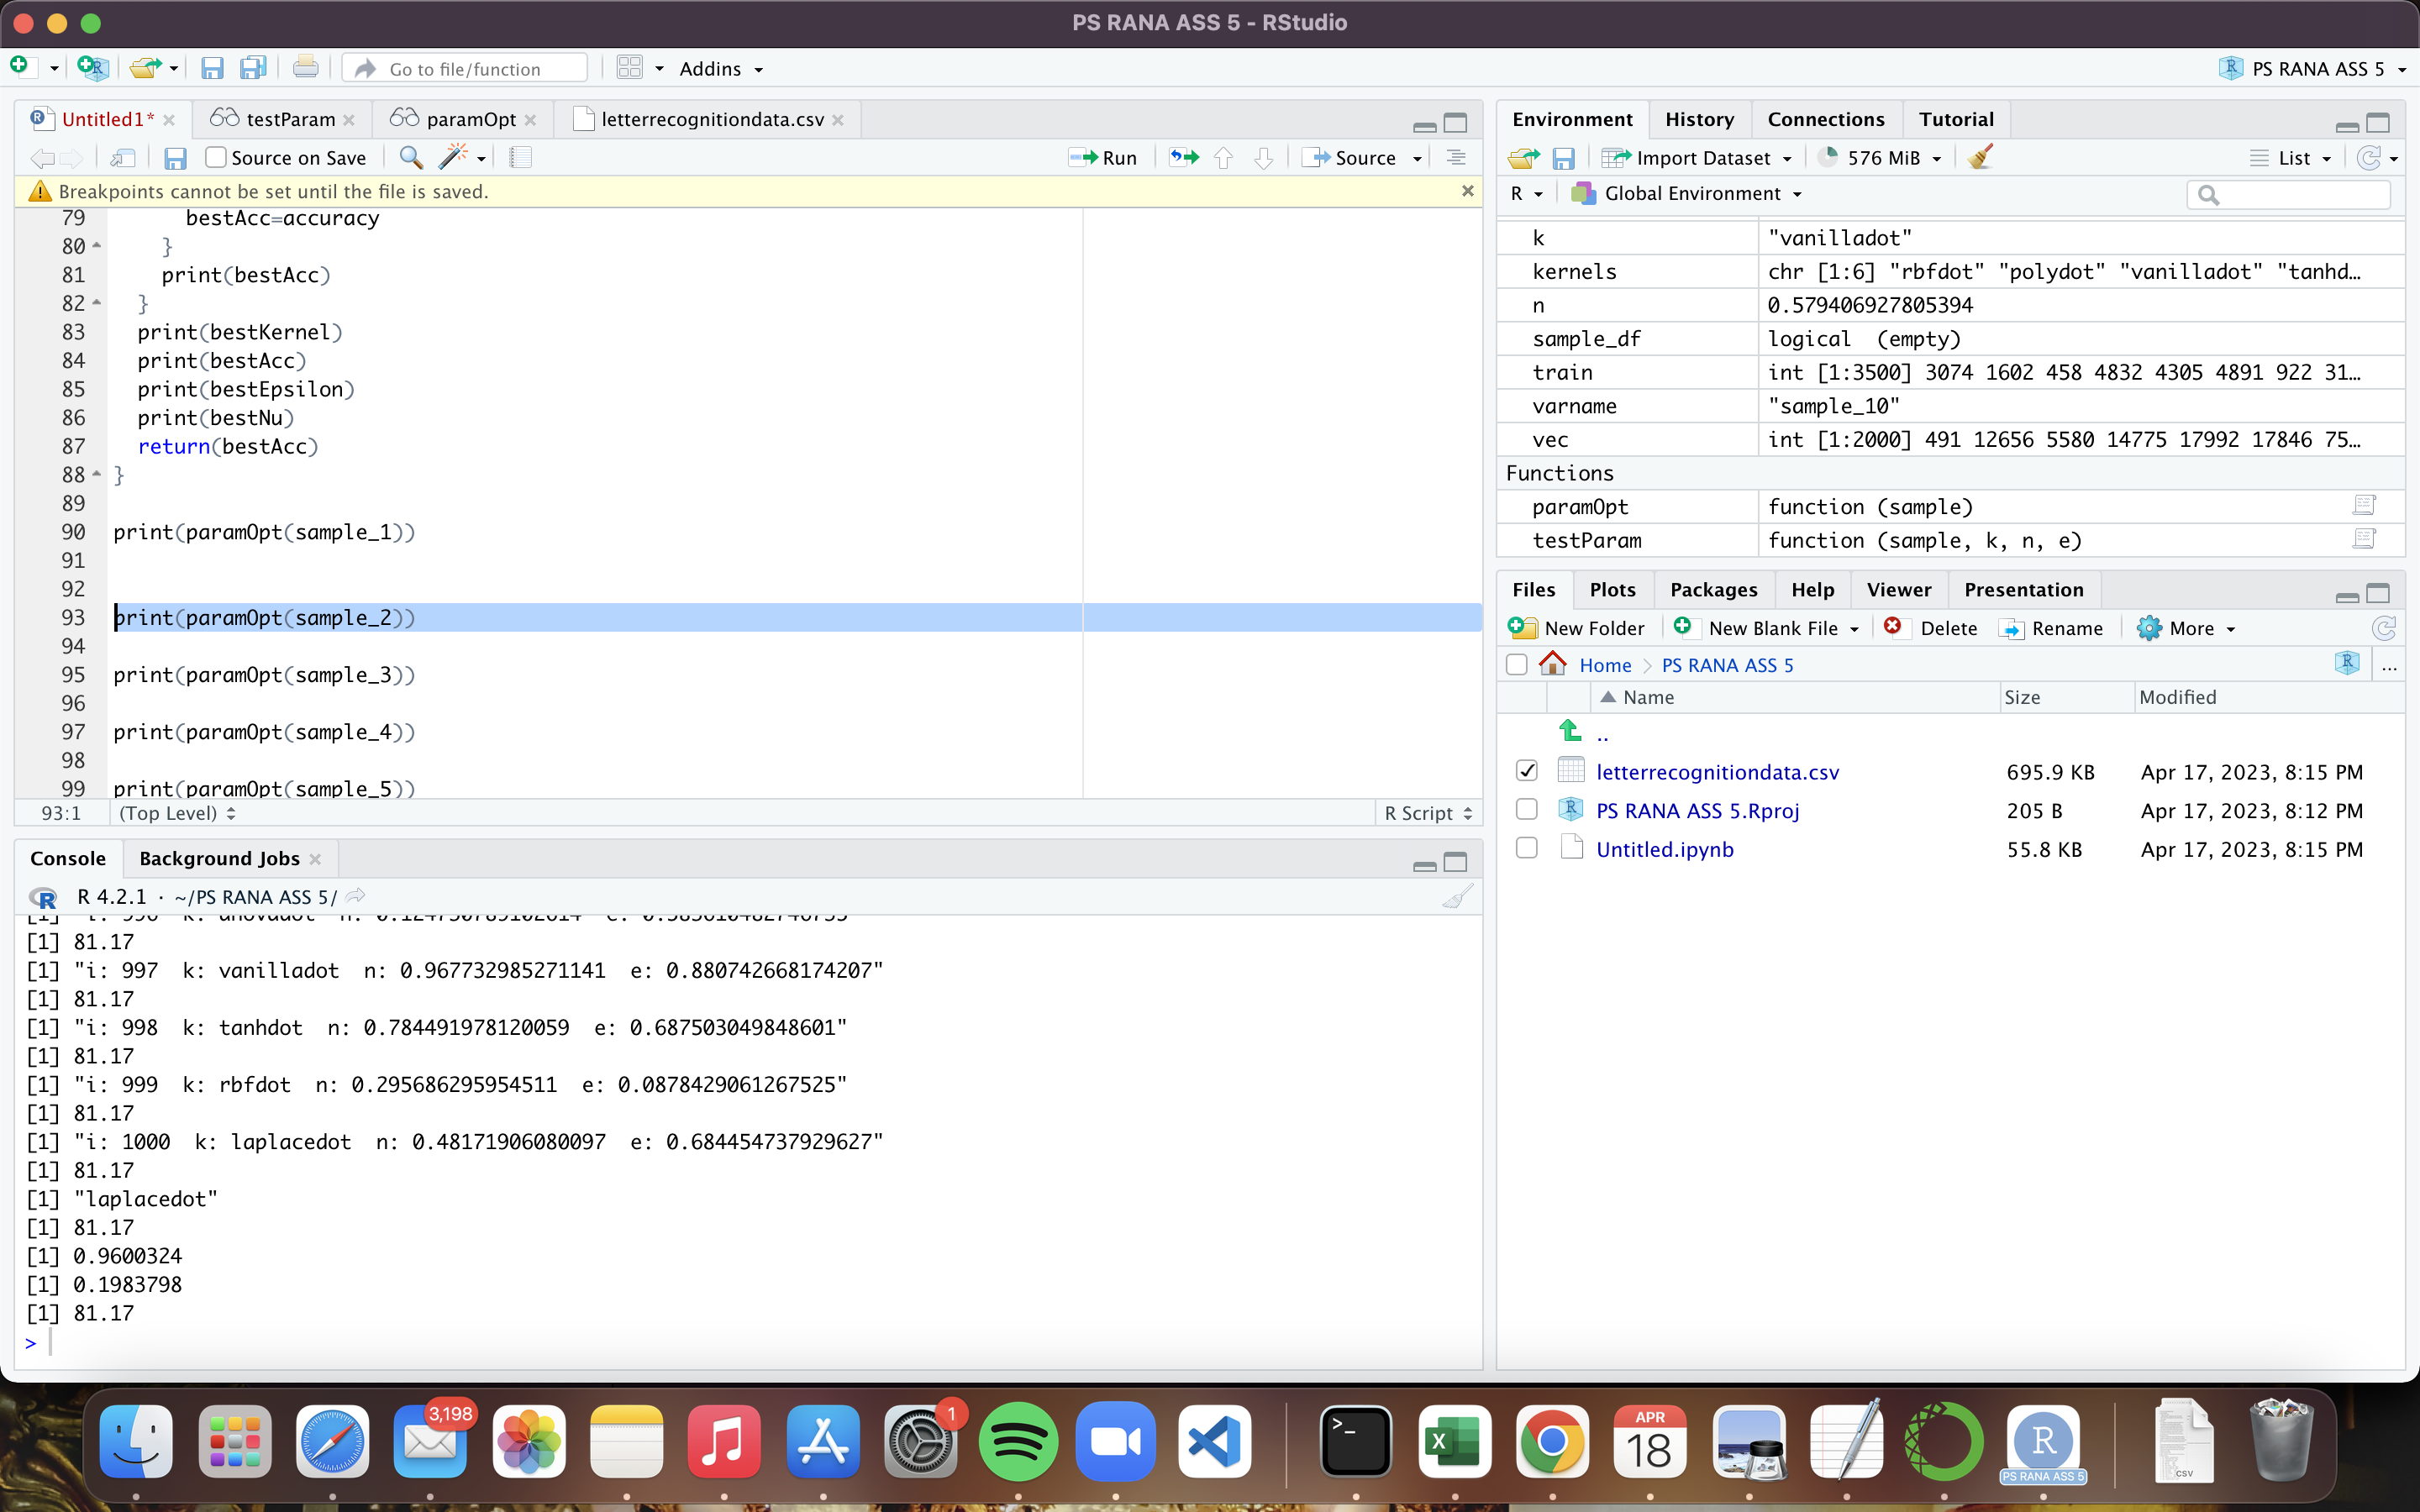 PS RANA ASS 5 - RStudio
Go to file/function
Addins
PS RANA ASS 5
Untitled1*
testParam
paramOpt
letterrecognitiondata.csv
Source on Save
Run
Source
Breakpoints cannot be set until the file is saved.
79 bestAcc=accuracy
80 }
81 print(bestAcc)
82 }
83 print(bestKernel)
84 print(bestAcc)
85 print(bestEpsilon)
86 print(bestNu)
87 return(bestAcc)
88 }
89
90 print(paramOpt(sample_1))
91
92
93 print(paramOpt(sample_2))
94
95 print(paramOpt(sample_3))
96
97 print(paramOpt(sample_4))
98
99 print(paramOpt(sample_5))
93:1 (Top Level) R Script
Console Background Jobs
R 4.2.1 · ~/PS RANA ASS 5/
[1] 81.17
[1] "i: 997  k: vanilladot  n: 0.967732985271141  e: 0.880742668174207"
[1] 81.17
[1] "i: 998  k: tanhdot  n: 0.784491978120059  e: 0.687503049848601"
[1] 81.17
[1] "i: 999  k: rbfdot  n: 0.295686295954511  e: 0.0878429061267525"
[1] 81.17
[1] "i: 1000  k: laplacedot  n: 0.48171906080097  e: 0.684454737929627"
[1] 81.17
[1] "laplacedot"
[1] 81.17
[1] 0.9600324
[1] 0.1983798
[1] 81.17
>
Environment History Connections Tutorial
Import Dataset 576 MiB List
R Global Environment
k "vanilladot"
kernels chr [1:6] "rbfdot" "polydot" "vanilladot" "tanhd…
n 0.579406927805394
sample_df logical (empty)
train int [1:3500] 3074 1602 458 4832 4305 4891 922 31…
varname "sample_10"
vec int [1:2000] 491 12656 5580 14775 17992 17846 75…
Functions
paramOpt function (sample)
testParam function (sample, k, n, e)
Files Plots Packages Help Viewer Presentation
New Folder New Blank File Delete Rename More
Home PS RANA ASS 5 ...
Name Size Modified
..
letterrecognitiondata.csv 695.9 KB Apr 17, 2023, 8:15 PM
PS RANA ASS 5.Rproj 205 B Apr 17, 2023, 8:12 PM
Untitled.ipynb 55.8 KB Apr 17, 2023, 8:15 PM
3,198
1
APR
18
R
PS RANA ASS 5
CSV